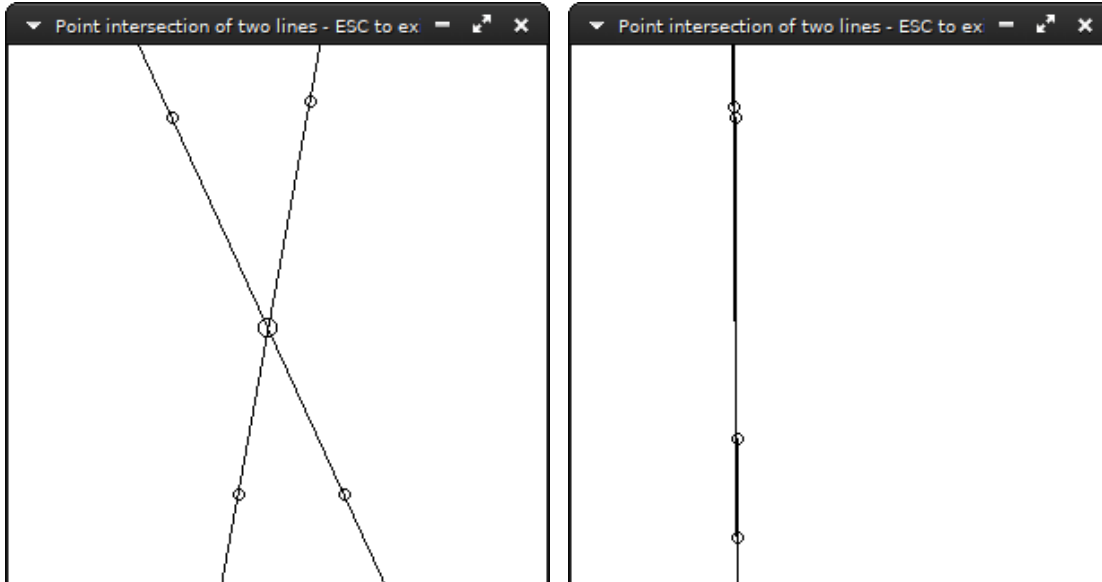 Point intersection of two lines - ESC to ex
Point intersection of two lines - ESC to ex